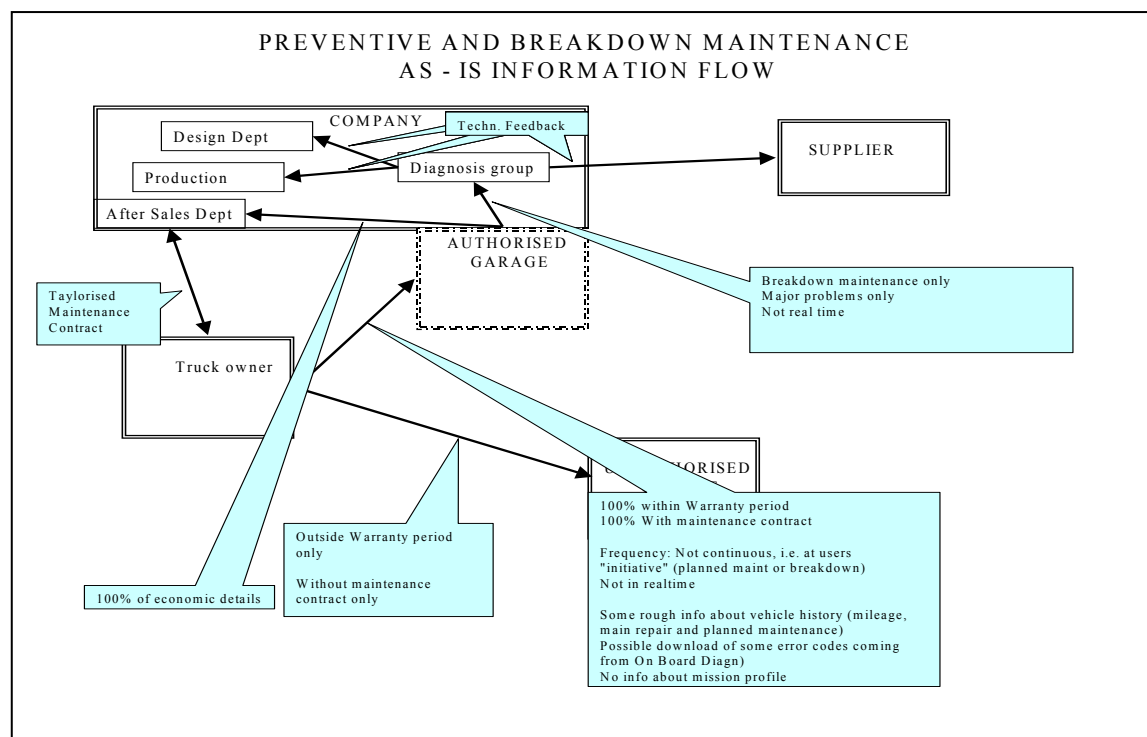 PREVENTIVE AND BREAKDOWN MAINTENANCE
AS - IS INFORMATION FLOW
COMPANY
Design Dept
Techn. Feedback
SUPPLIER
Production
Diagnosis group
After Sales Dept
AUTHORISED
GARAGE
Breakdown maintenance only
Major problems only
Not real time
Taylorised
Maintenance
Contract
Truck owner
100% within Warranty period
100% With maintenance contract
Frequency: Not continuous, i.e. at users
"initiative" (planned maint or breakdown)
Not in realtime
Some rough info about vehicle history (mileage,
main repair and planned maintenance)
Possible download of some error codes coming
from On Board Diagn)
No info about mission profile
Outside Warranty period
only
Without maintenance
contract only
100% of economic details